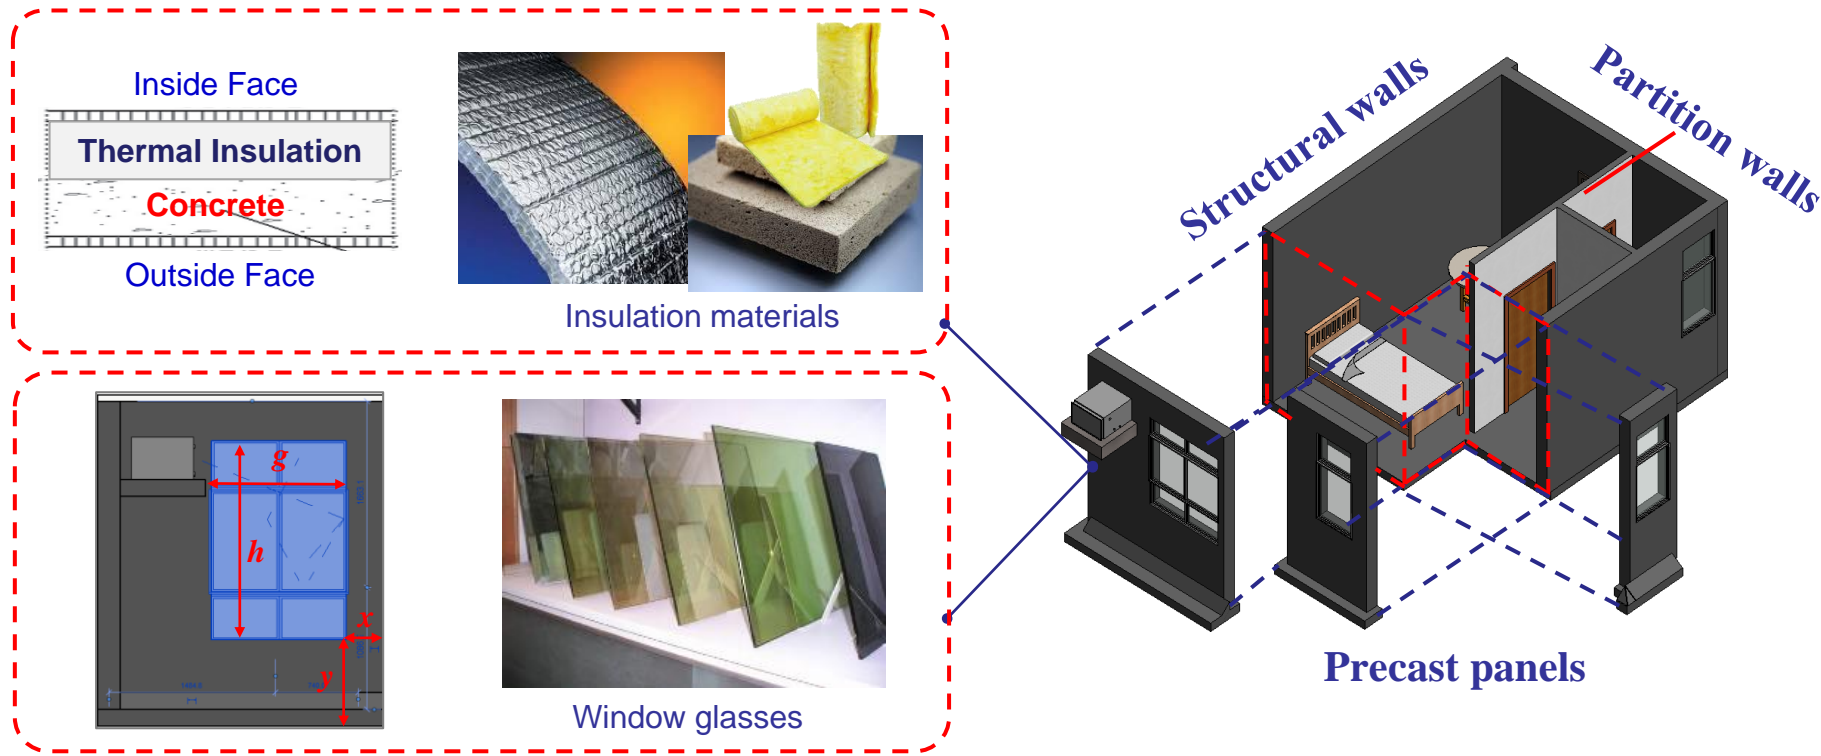 Inside Face
Thermal Insulation
Concrete
Outside Face
Insulation materials
g
h
x
y
Window glasses
Structural walls
Partition walls
Precast panels